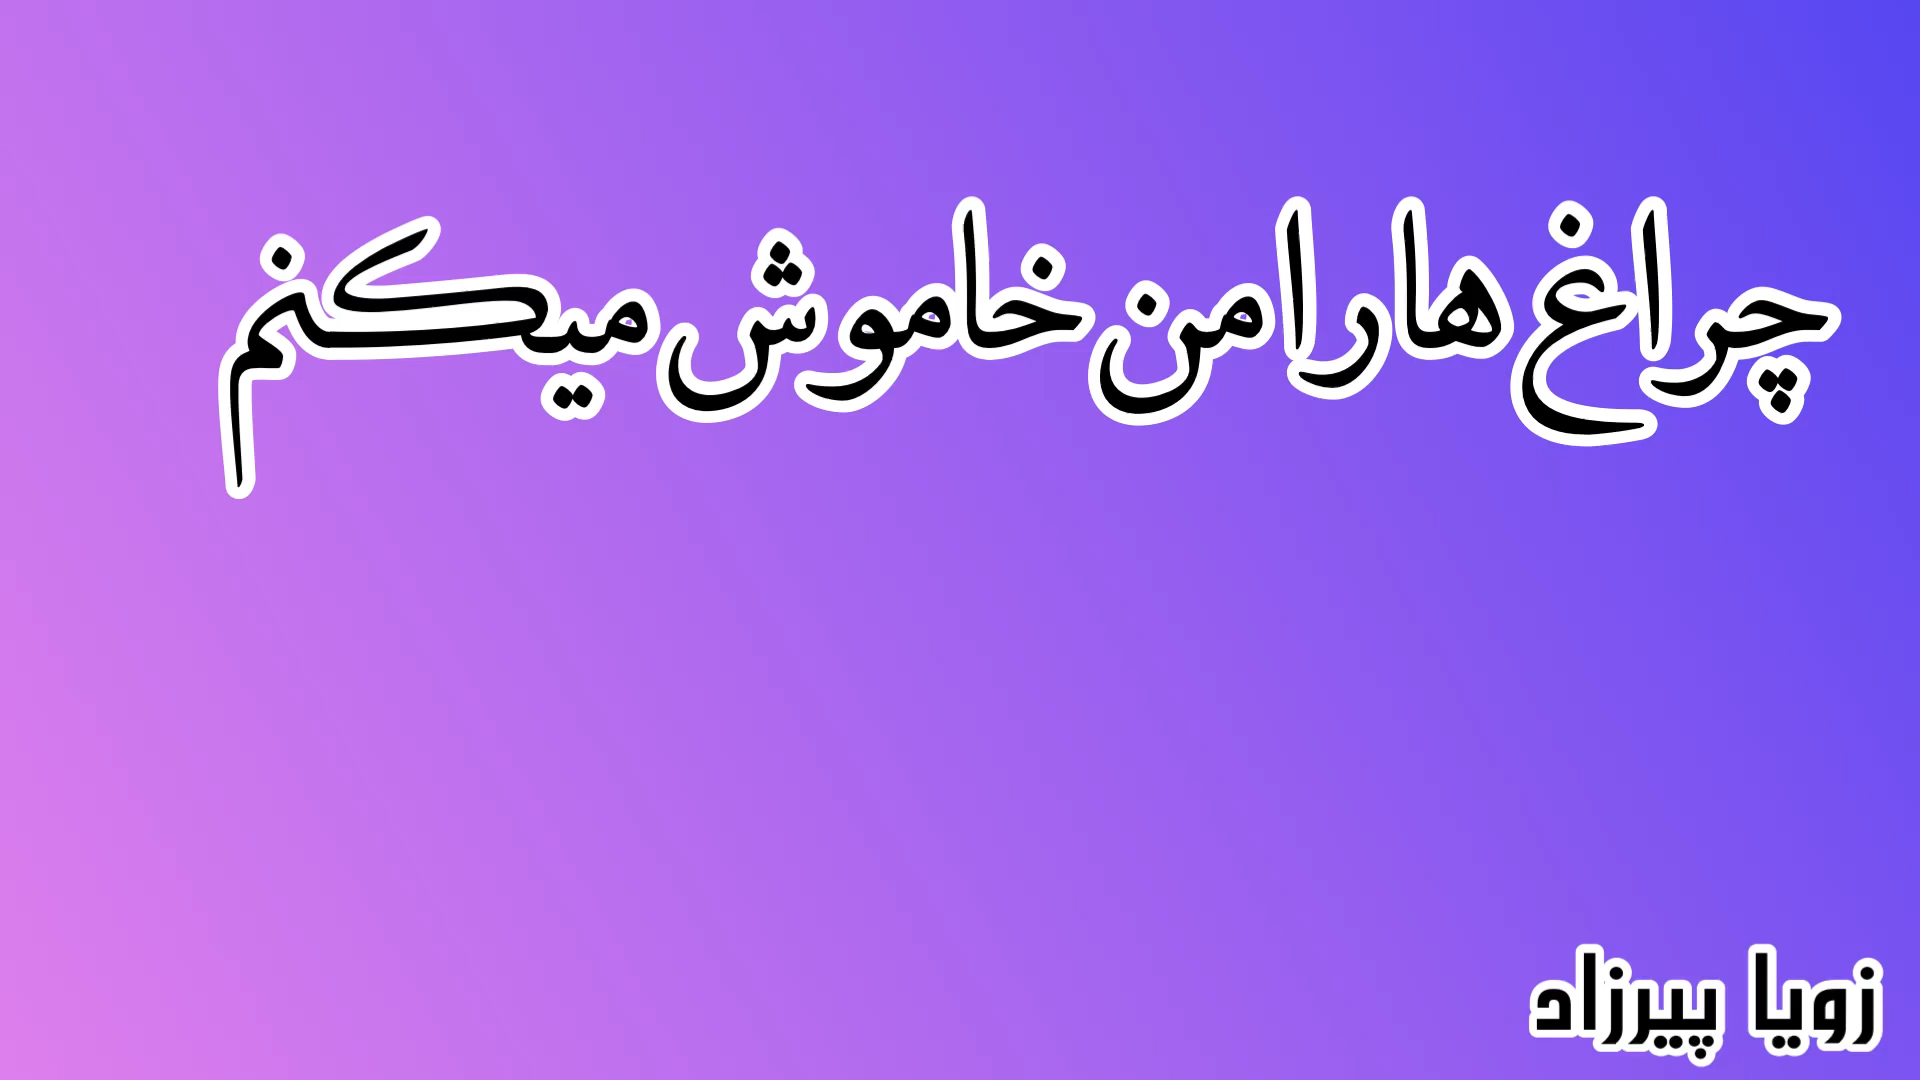 چراغ ها را من خاموش میکنم
زویا پیرزاد